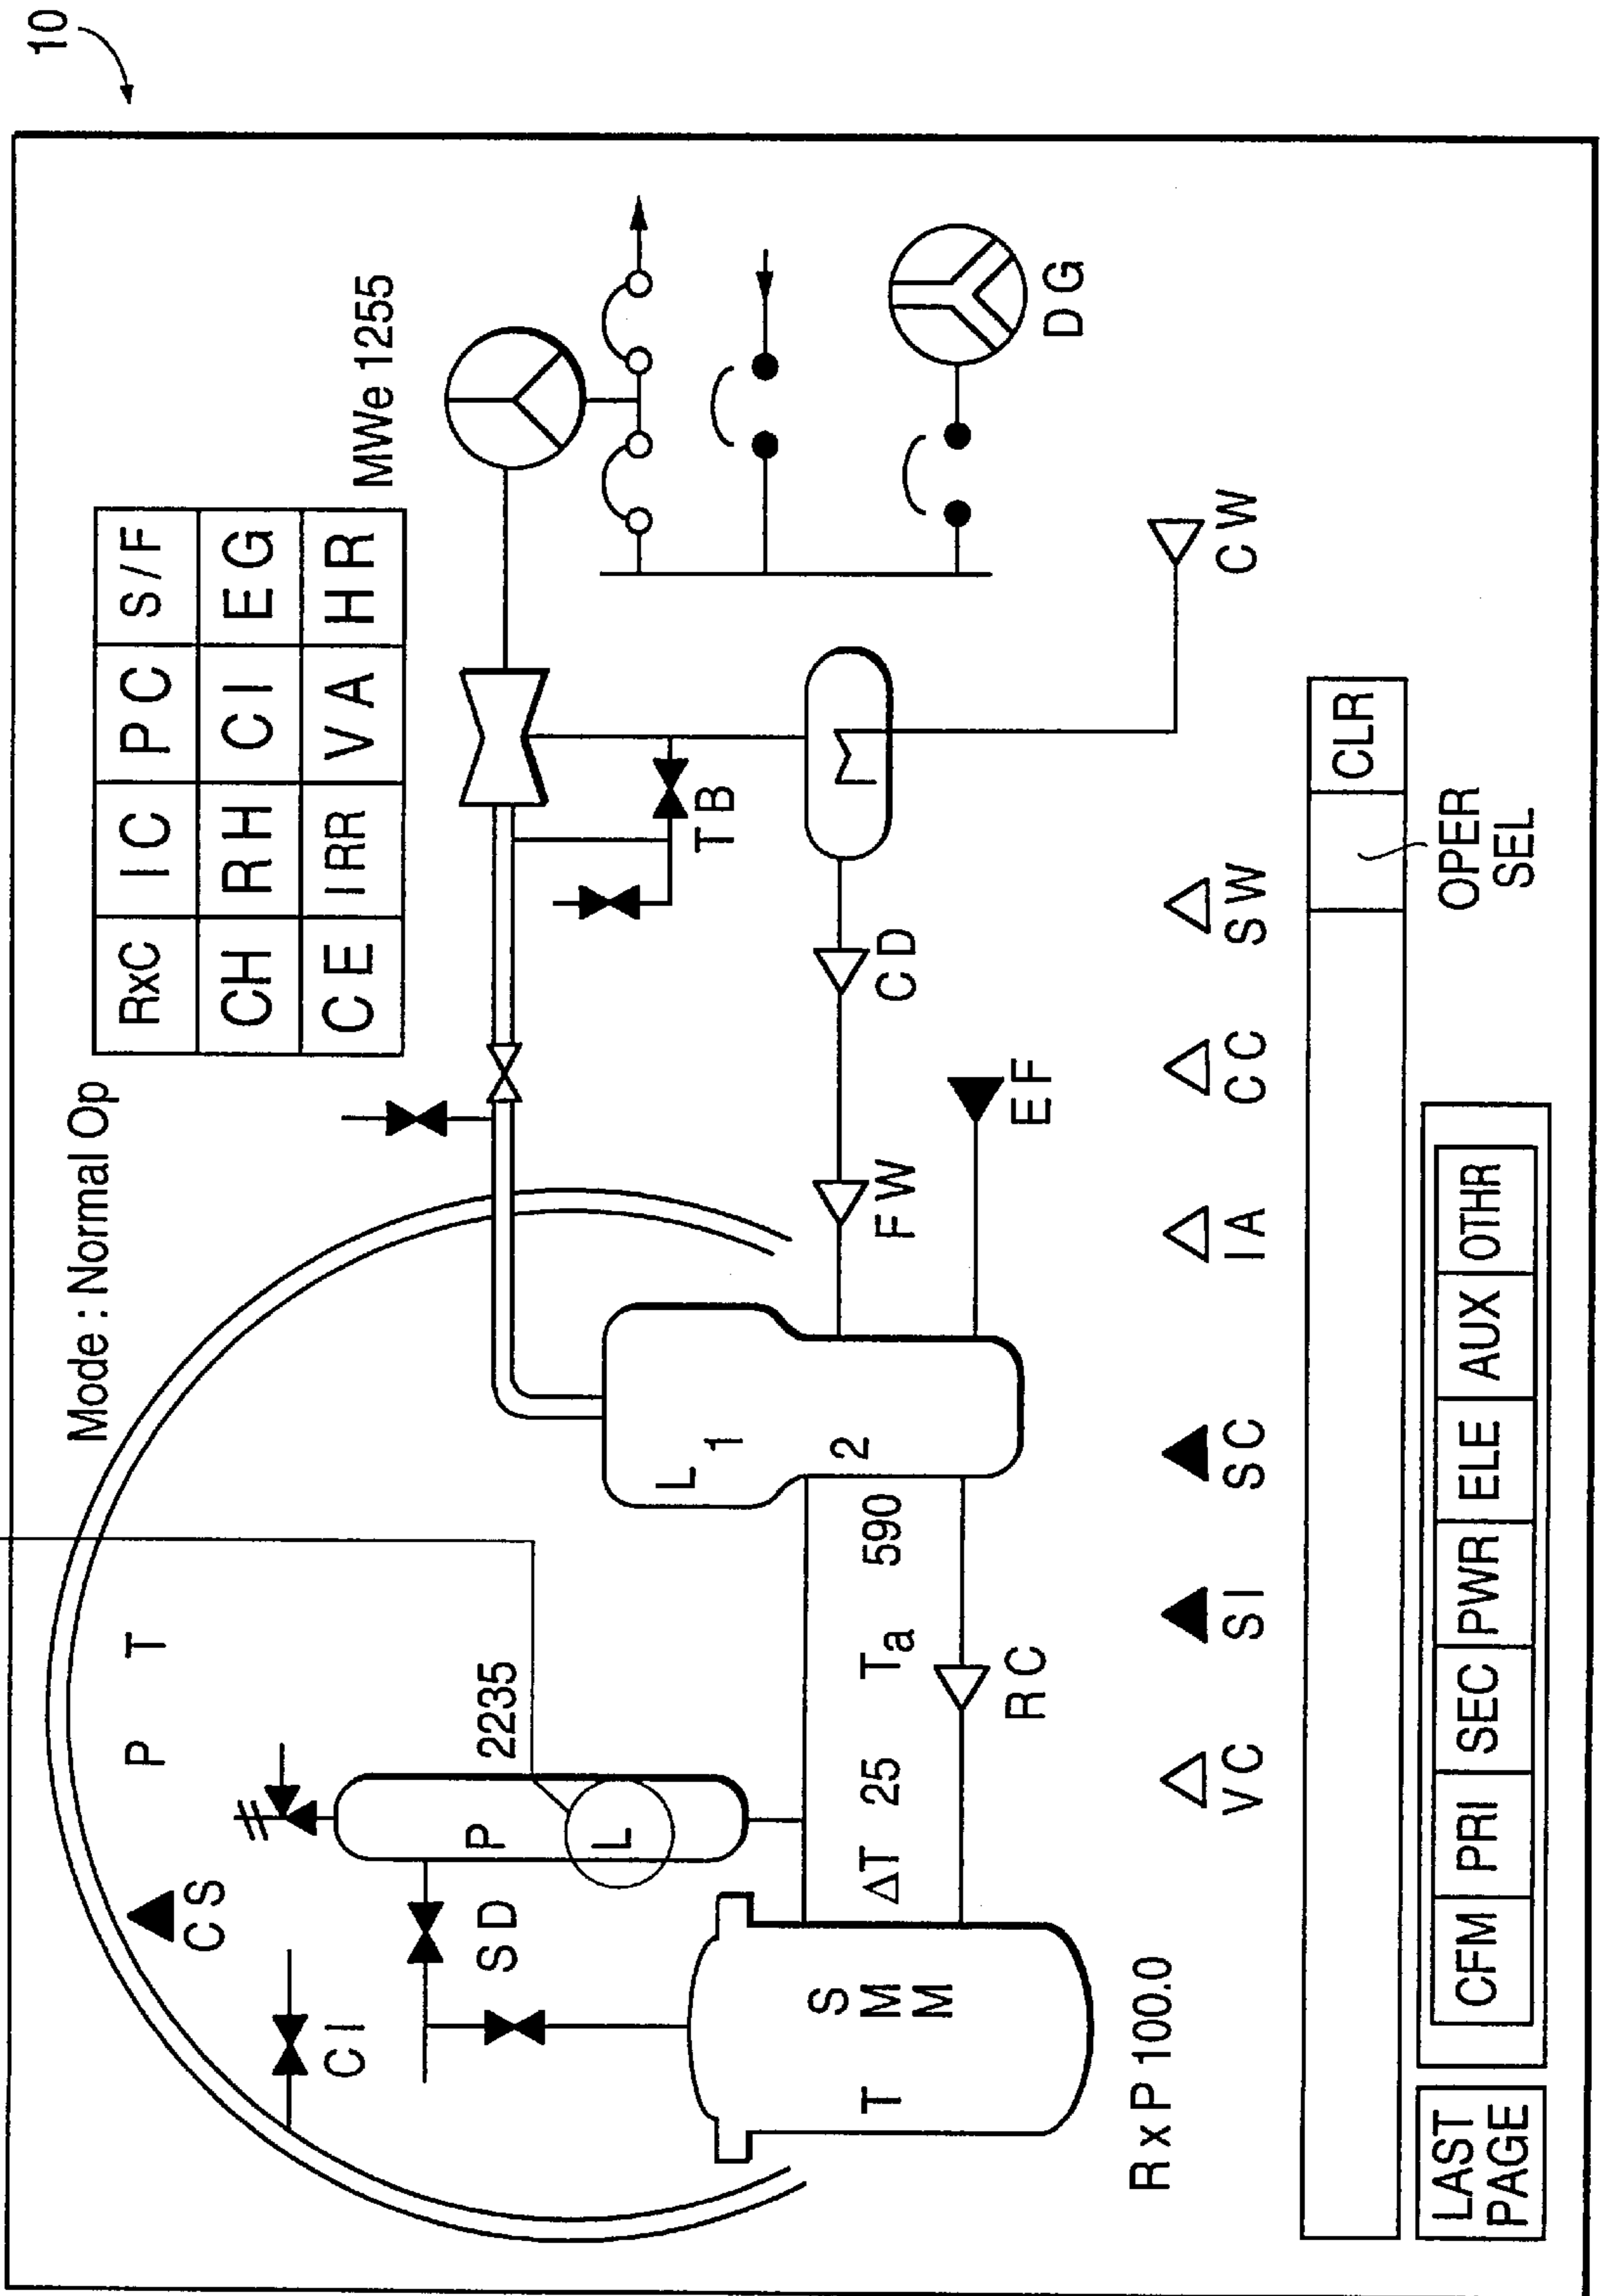 10
Mode : Normal Op
RxC IC PC S/F
CH RH CI EG
CE IRR VA HR
P T
CS
CI
MWe 1255
2235
SD
P
L
L
1
2
TB
S
M
M
T
ΔT 25 Ta 590
CD
FW
EF
RC
DG
CW
RxP 100.0
VC
SI
SC
IA
CC
SW
CLR
OPER
SEL
LAST
PAGE
CFM PRI SEC PWR ELE AUX OTHR